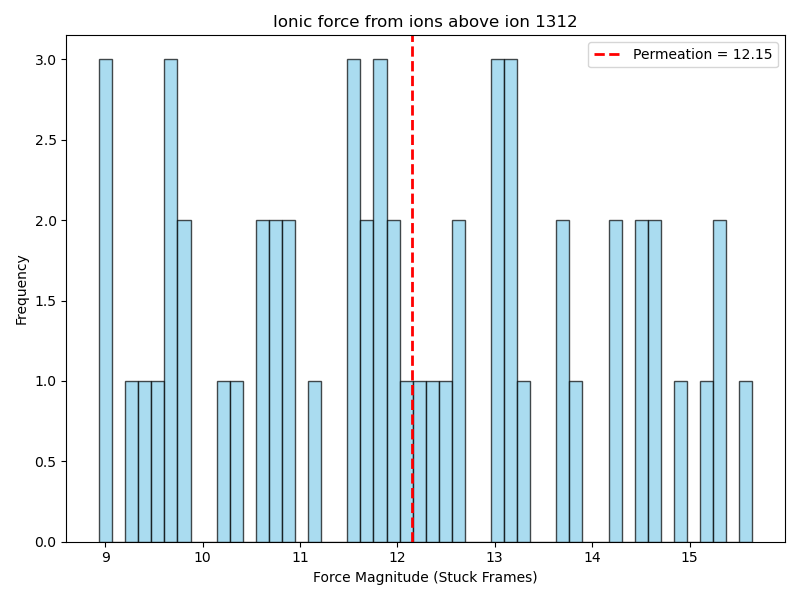 Ionic force from ions above ion 1312
Permeation = 12.15
Frequency
3.0
2.5
2.0
1.5
1.0
0.5
0.0
9 10 11 12 13 14 15
Force Magnitude (Stuck Frames)